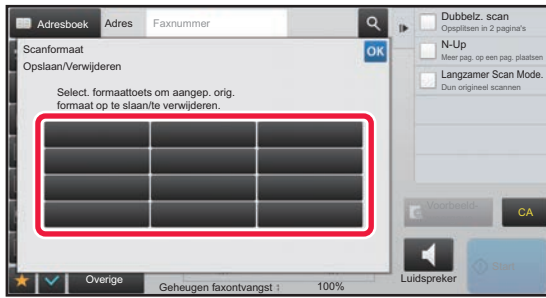 Adresboek Adres Faxnummer
Scanformaat
OK
Opslaan/Verwijderen
Select. formaattoets om aangep. orig.
formaat op te slaan/te verwijderen.
Dubbelz. scan
Opsplitsen in 2 pagina's
N-Up
Meer pag. op een pag. plaatsen
Langzamer Scan Mode.
Dun origineel scannen
Voorbeeld-
CA
Luidspreker
Start
Overige
Geheugen faxontvangst : 100%